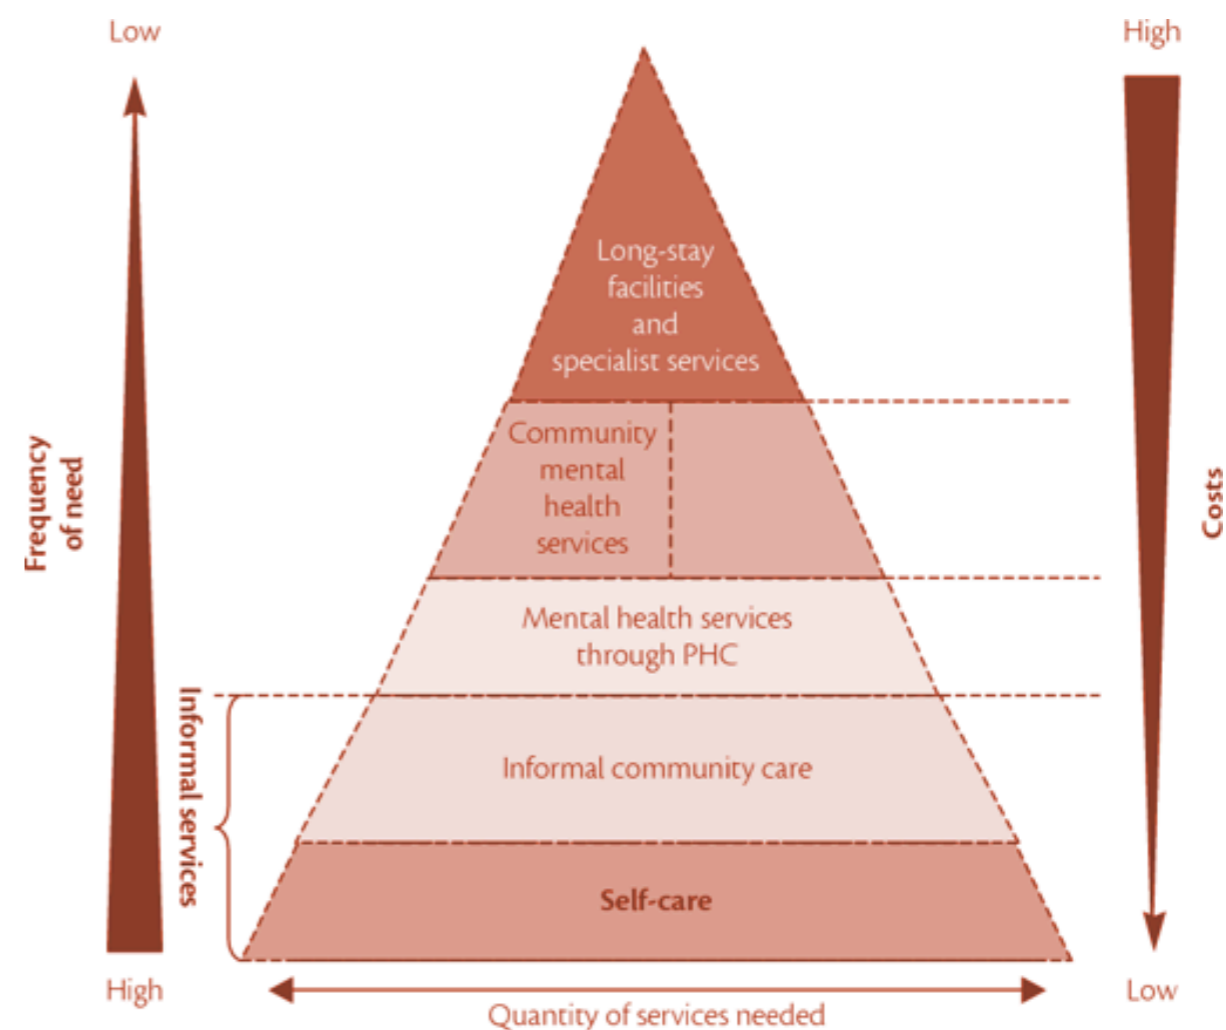 Low
High
Long-stay
facilities
and
specialist services
Community
mental
health
services
Frequency
of need
Costs
Mental health services
through PHC
Informal services
Informal community care
Self-care
High
Low
Quantity of services needed